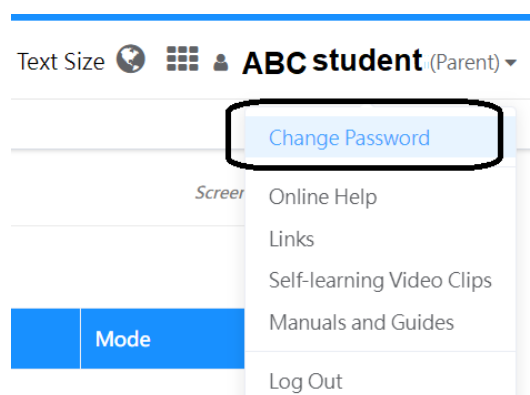 Text Size ABC student (Parent)
Change Password
Screen
Online Help
Links
Self-learning Video Clips
Mode
Manuals and Guides
Log Out